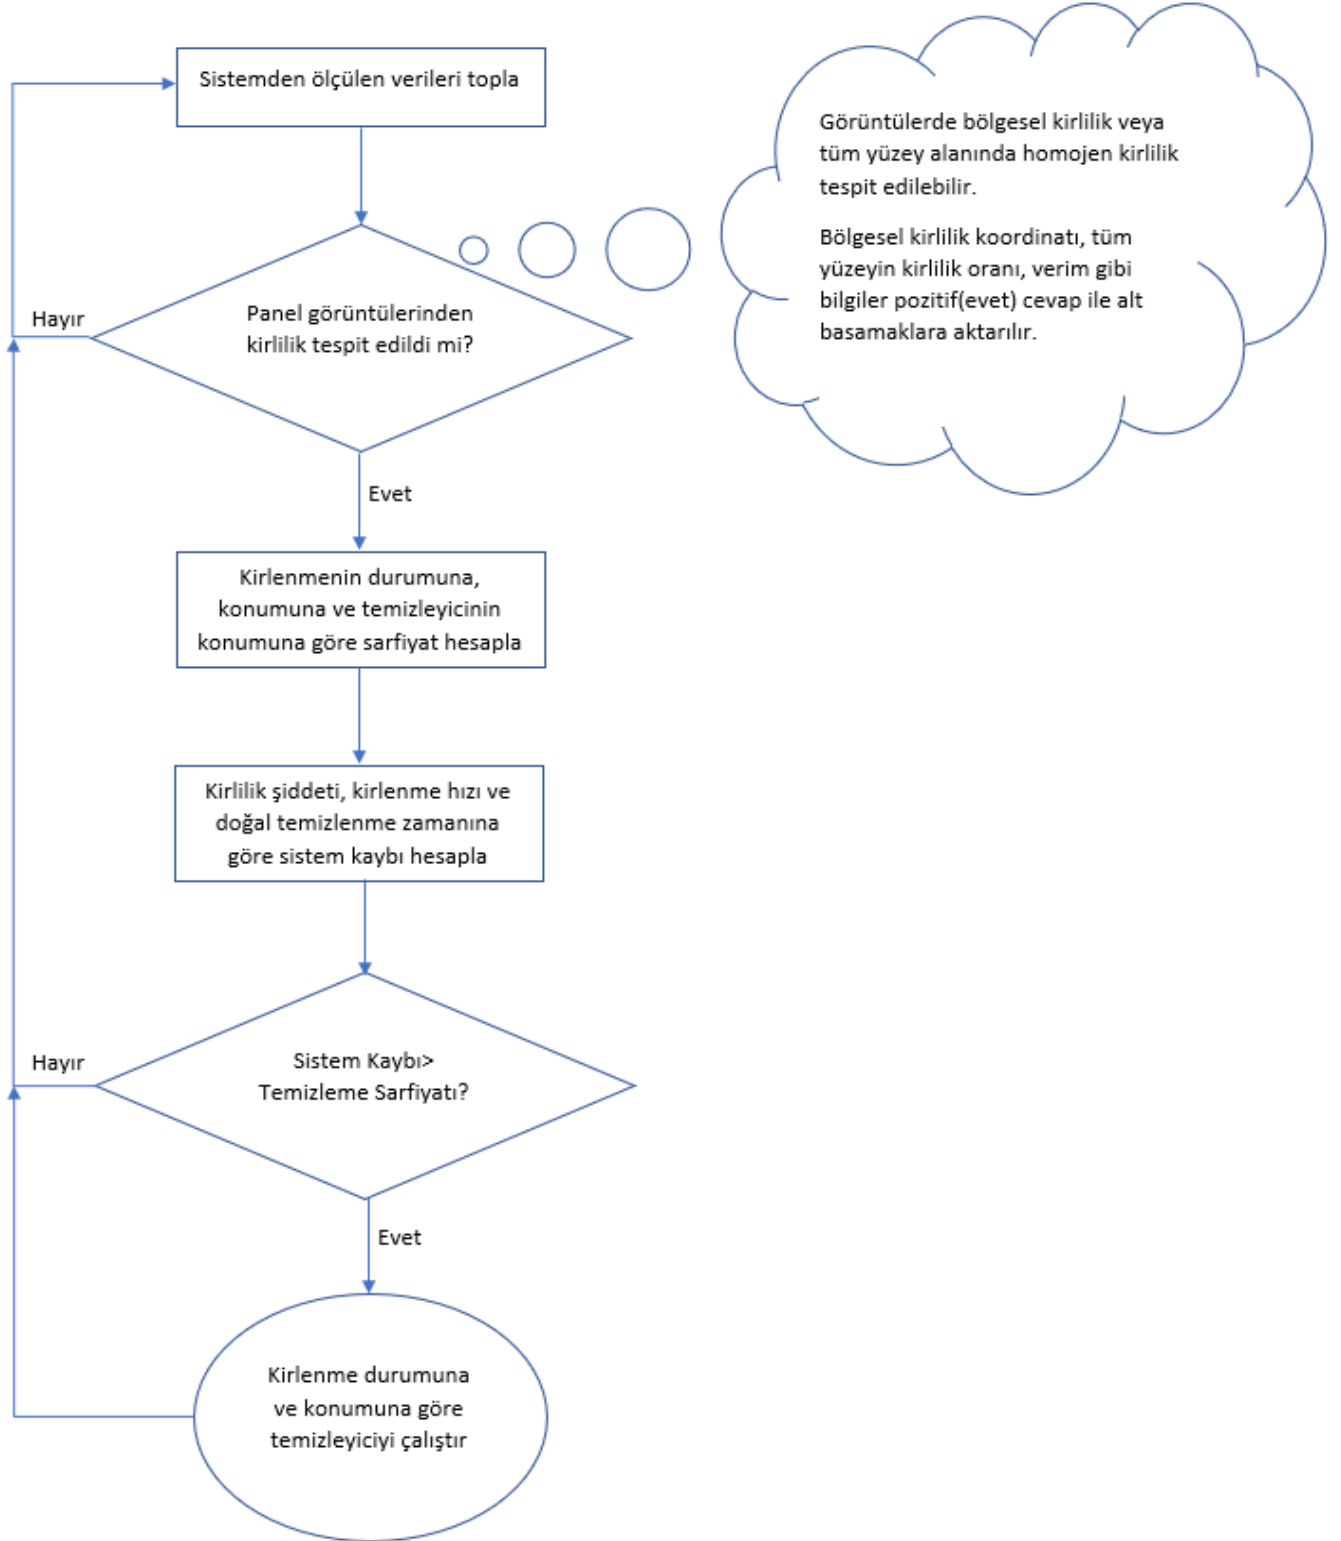 Sistemden ölçülen verileri topla
Görüntülerde bölgesel kirlilik veya
tüm yüzey alanında homojen kirlilik
tespit edilebilir.
Bölgesel kirlilik koordinatı, tüm
yüzeyin kirlilik oranı, verim gibi
bilgiler pozitif(evet) cevap ile alt
basamaklara aktarılır.
Hayır
Panel görüntülerinden
kirlilik tespit edildi mi?
Evet
Kirlenmenin durumuna,
konumuna ve temizleyicinin
konumuna göre sarfiyat hesapla
Kirlilik şiddeti, kirlenme hızı ve
doğal temizlenme zamanına
göre sistem kaybı hesapla
Hayır
Sistem Kaybı>
Temizleme Sarfiyatı?
Evet
Kirlenme durumuna
ve konumuna göre
temizleyiciyi çalıştır